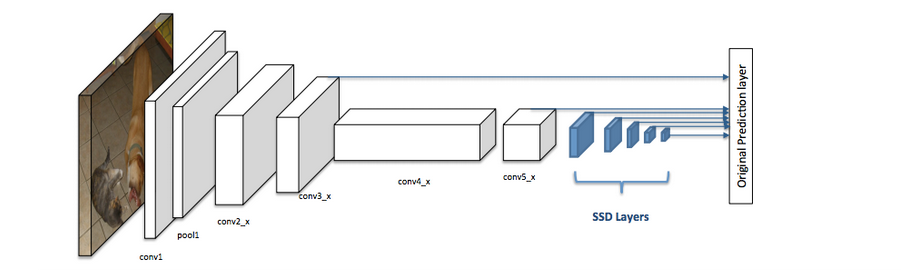 conv1
pool1
conv2_x
conv3_x
conv4_x
conv5_x
SSD Layers
Original Prediction layer